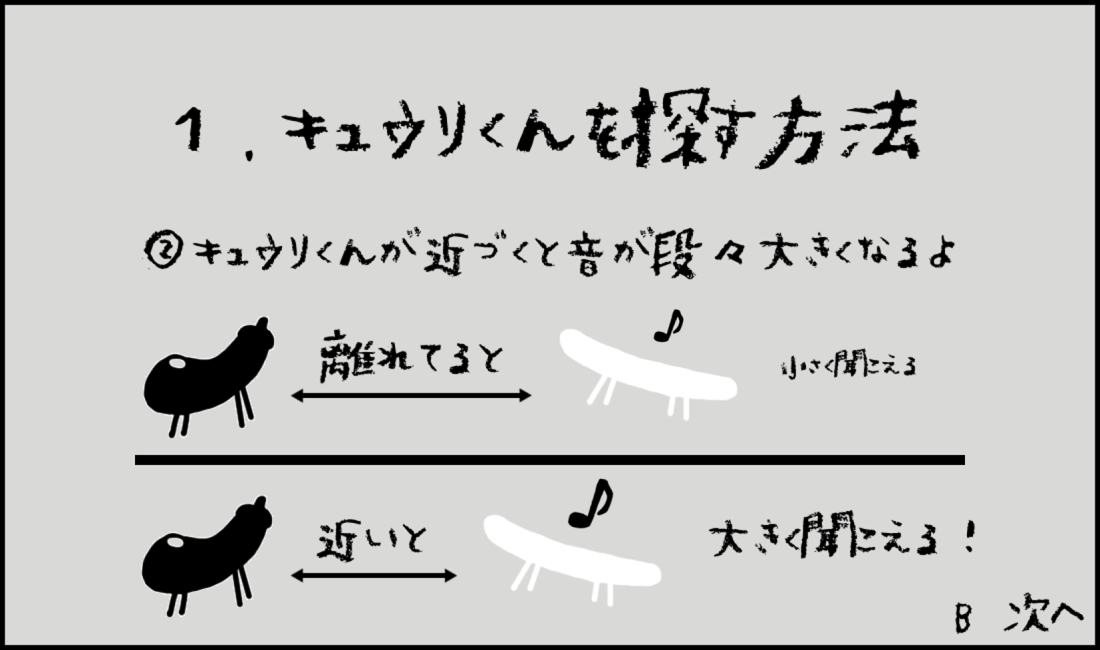 1. キュウリくんを探す方法
②キュウリくんが近づくと音が段々大きくなるよ
離れてると
小さく聞こえる
近いと
大きく聞こえる!
B 次へ